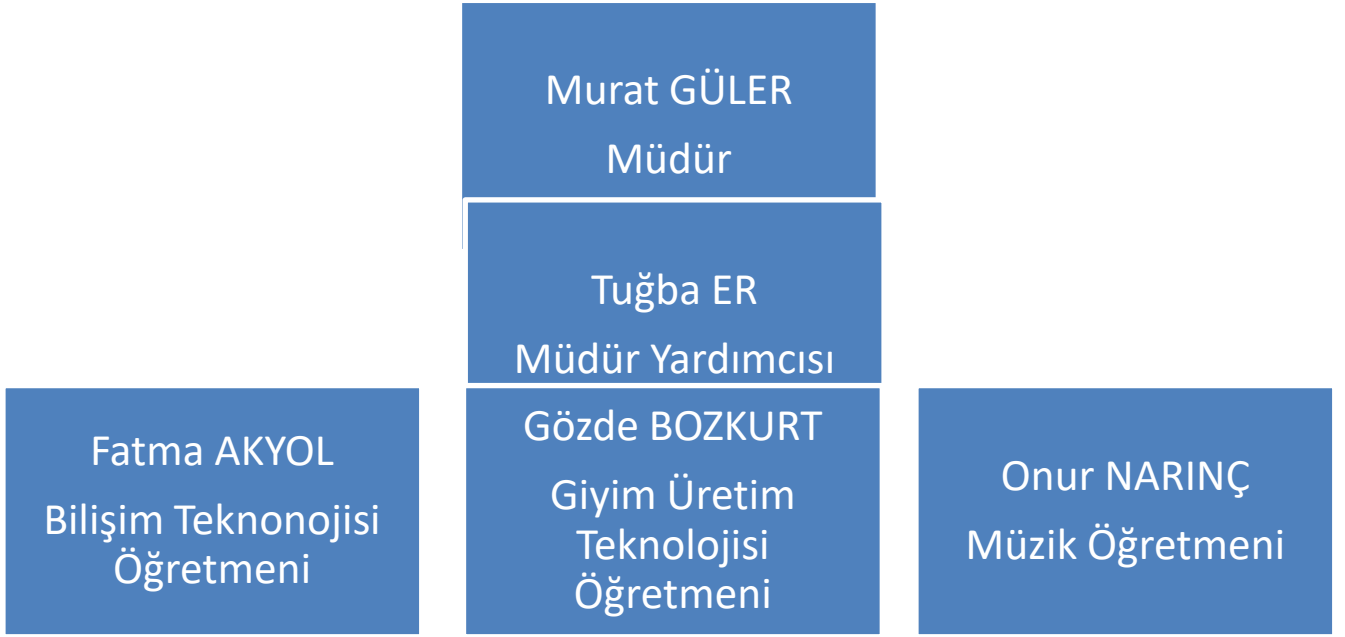 Murat GÜLER
Müdür
Tuğba ER
Müdür Yardımcısı
Fatma AKYOL
Bilişim Teknonojisi
Öğretmeni
Gözde BOZKURT
Giyim Üretim
Teknolojisi
Öğretmeni
Onur NARINÇ
Müzik Öğretmeni